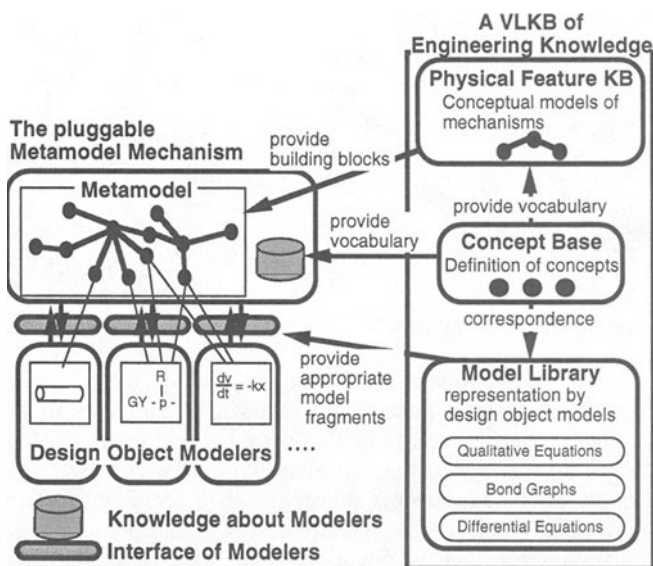 A VLKB of
Engineering Knowledge
Physical Feature KB
Conceptual models of
mechanisms
The pluggable
Metamodel Mechanism
provide
building blocks
Metamodel
provide
vocabulary
provide vocabulary
Concept Base
Definition of concepts
correspondence
provide
appropriate
model
fragments
Model Library
representation by
design object models
Qualitative Equations
Bond Graphs
Differential Equations
R
GY - p -
dv
dt = -kx
Design Object Modelers
....
Knowledge about Modelers
Interface of Modelers